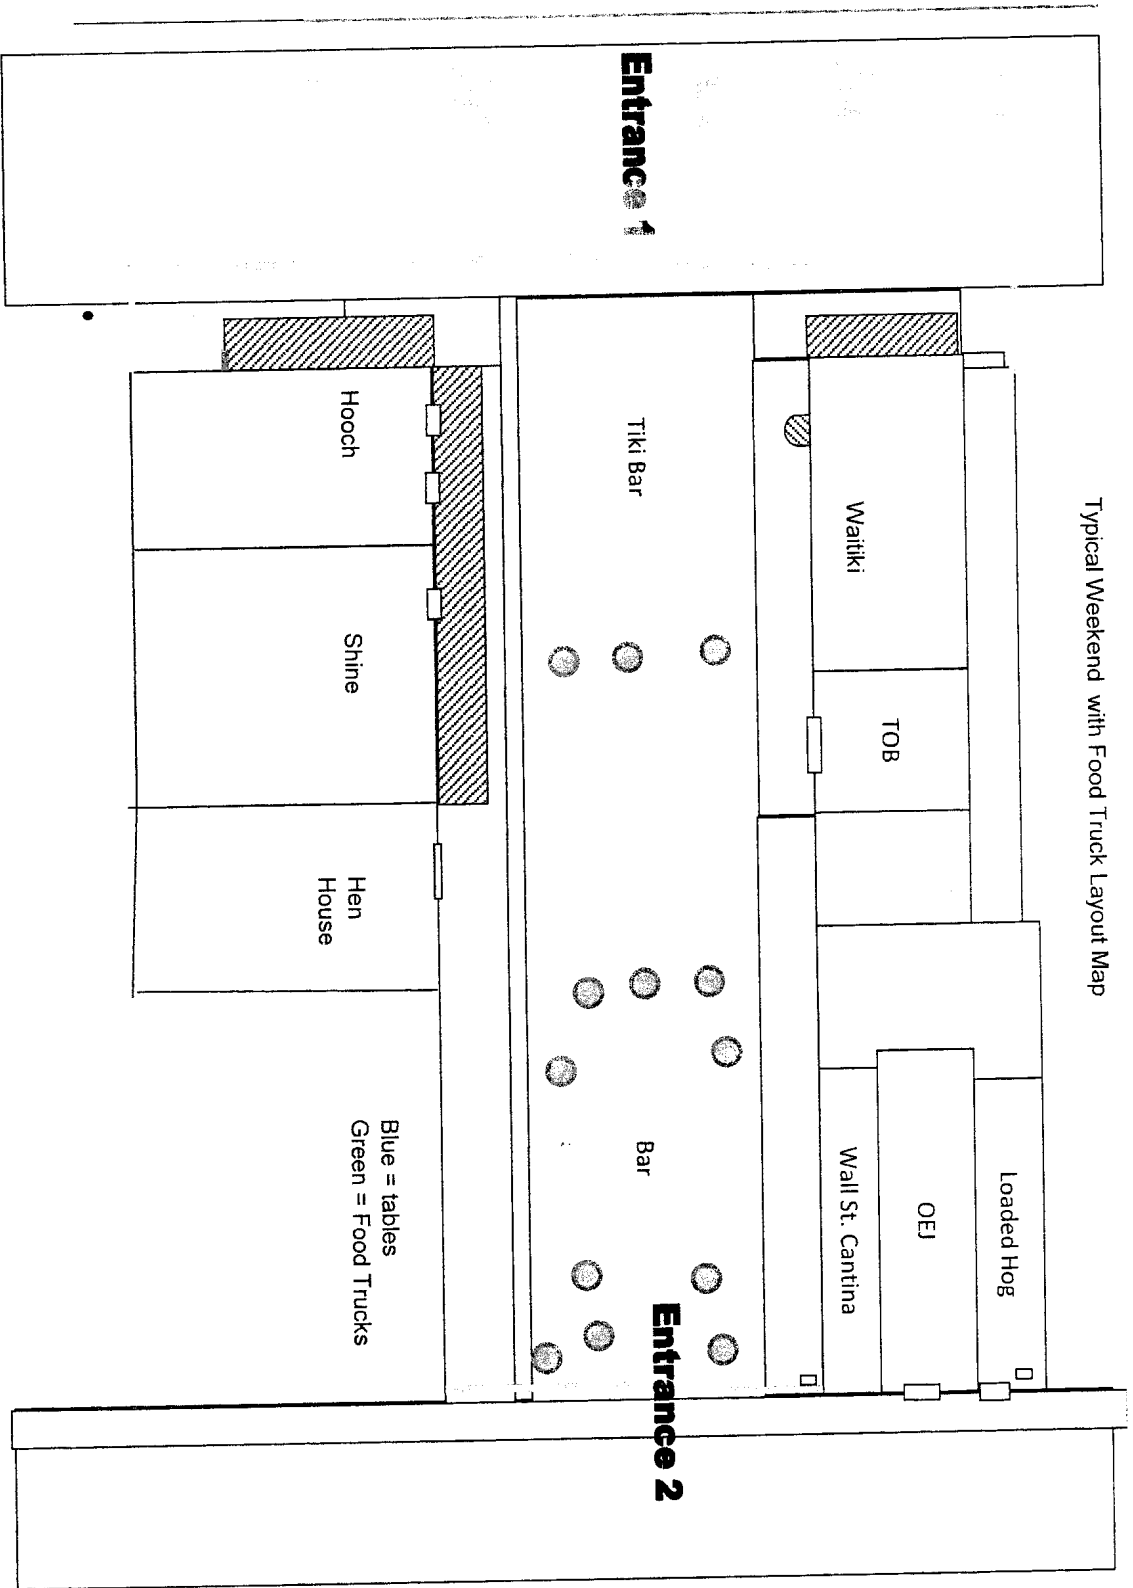 Typical Weekend with Food Truck Layout Map
Entrance 1
Waitiki
TOB
Loaded Hog
OEJ
Wall St. Cantina
Tiki Bar
Bar
Entrance 2
Hooch
Shine
Hen
House
Blue = tables
Green = Food Trucks